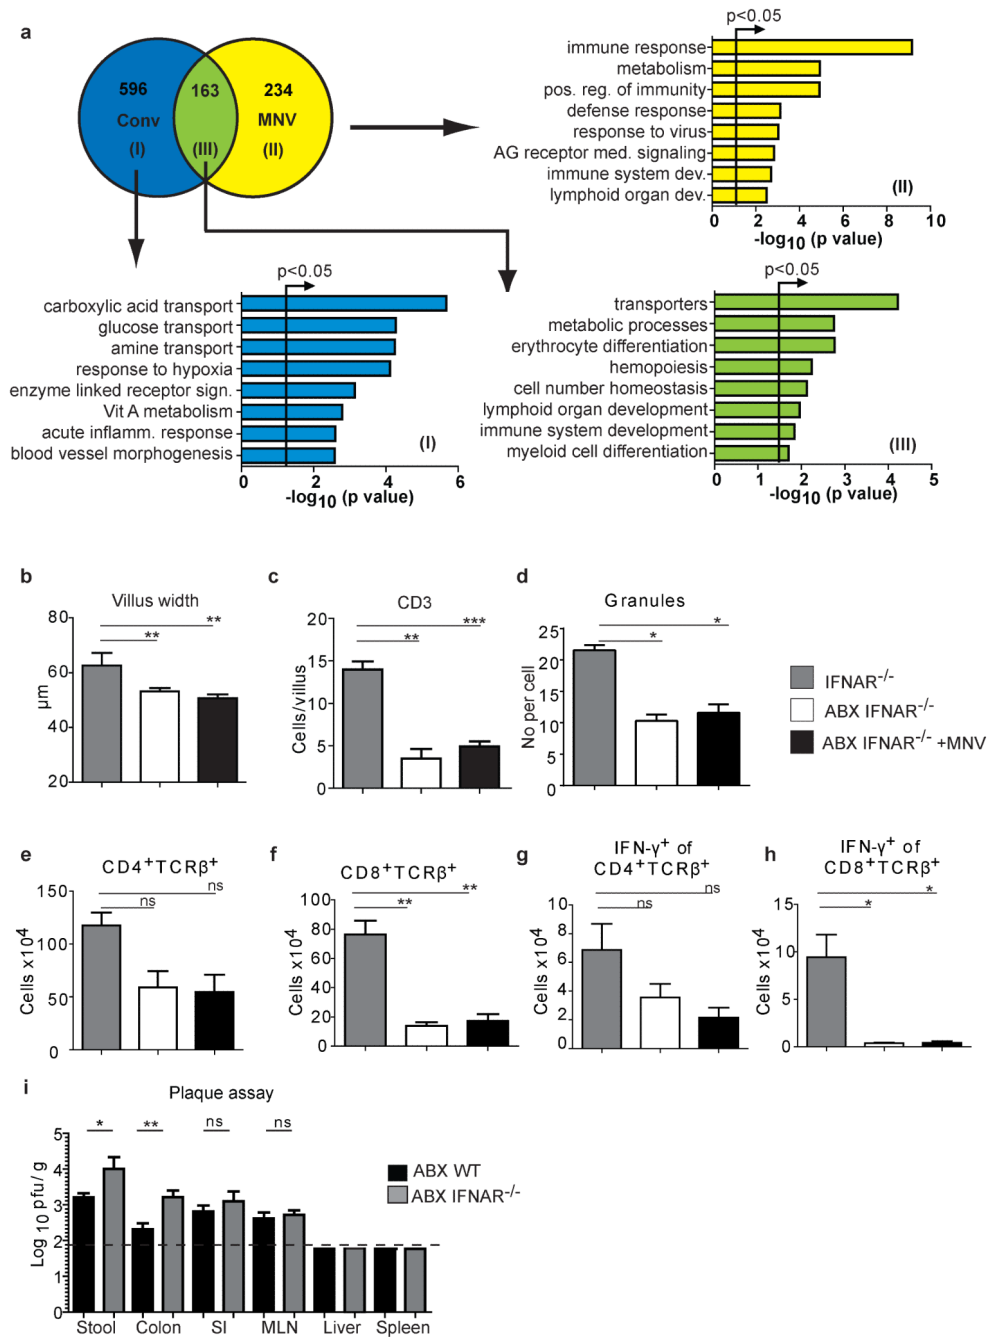 a
596
Conv
(I)
163
(III)
234
MNV
(II)
p<0.05
immune response
metabolism
pos. reg. of immunity
defense response
response to virus
AG receptor med. signaling
immune system dev.
lymphoid organ dev.
(II)
0 2 4 6 8 10
-log10 (p value)
p<0.05
carboxylic acid transport
glucose transport
amine transport
response to hypoxia
enzyme linked receptor sign.
Vit A metabolism
acute inflamm. response
blood vessel morphogenesis
(I)
0 2 4 6
-log10 (p value)
p<0.05
transporters
metabolic processes
erythrocyte differentiation
hemopoiesis
cell number homeostasis
lymphoid organ development
immune system development
myeloid cell differentiation
(III)
0 1 2 3 4 5
-log10 (p value)
b
Villus width
**
**
µm
80
60
40
20
c
CD3
***
**
Cells/villus
20
15
10
5
0
d
Granules
*
*
No per cell
25
20
15
10
5
0
IFNAR-/-
ABX IFNAR-/-
ABX IFNAR-/- +MNV
e
CD4+TCRβ+
ns
ns
Cells x10^4
150
100
50
0
f
CD8+TCRβ+
**
**
Cells x10^4
80
60
40
20
0
g
IFN-γ+ of
CD4+TCRβ+
ns
ns
Cells x10^4
10
8
6
4
2
0
h
IFN-γ+ of
CD8+TCRβ+
*
*
Cells x10^4
15
10
5
0
i
Plaque assay
* ** ns ns
Log 10 pfu/ g
5
4
3
2
1
0
Stool Colon SI MLN Liver Spleen
ABX WT
ABX IFNAR-/-